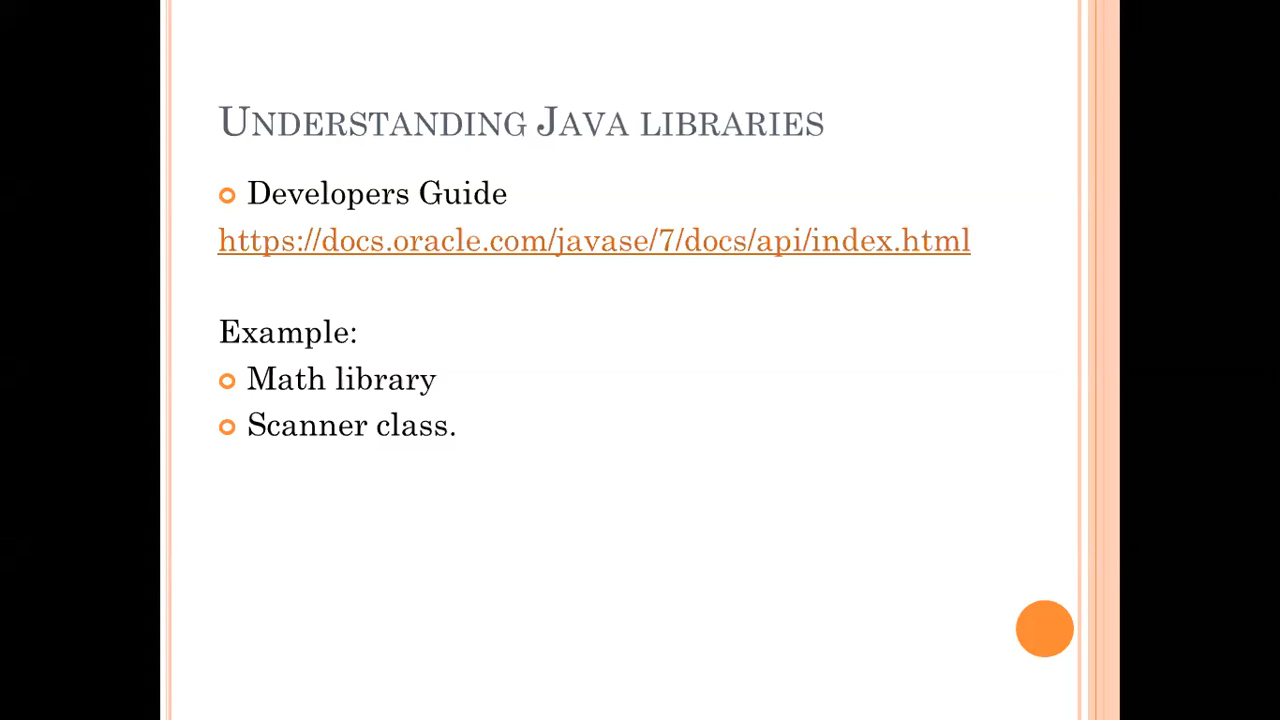 Understanding Java libraries
Developers Guide
https://docs.oracle.com/javase/7/docs/api/index.html
Example:
Math library
Scanner class.